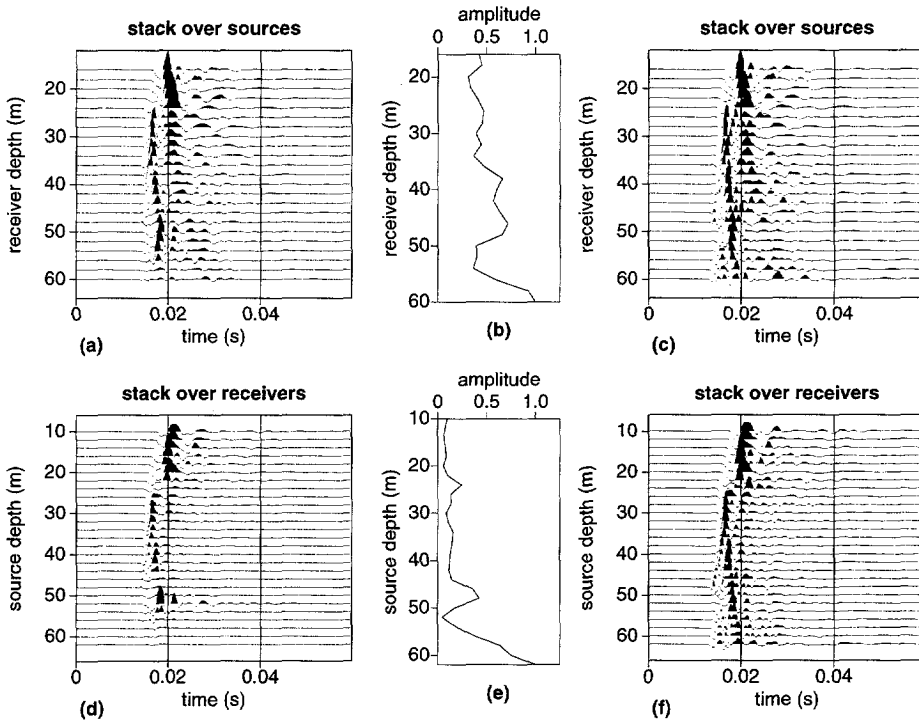 stack over sources
receiver depth (m)
20
30
40
50
60
0
0.02
0.04
time (s)
(a)
amplitude
0
0.5
1.0
receiver depth (m)
20
30
40
50
60
(b)
stack over sources
receiver depth (m)
20
30
40
50
60
0
0.02
0.04
time (s)
(c)
stack over receivers
source depth (m)
10
20
30
40
50
60
0
0.02
0.04
time (s)
(d)
amplitude
0
0.5
1.0
source depth (m)
10
20
30
40
50
60
(e)
stack over receivers
source depth (m)
10
20
30
40
50
60
0
0.02
0.04
time (s)
(f)